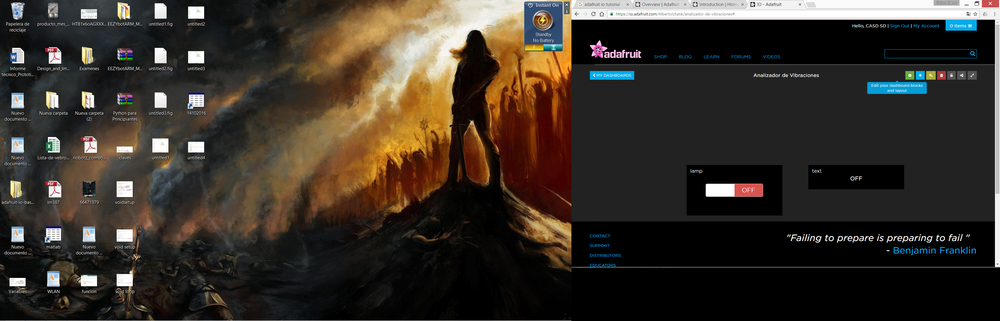 Papelera de
reciclaje
producto_mes_...
HTB1x6oAGXXX...
EEZYbotARM_M...
untitled1.fig
untitled2
Informe
técnico_Prototi...
Design_and_Im...
Examenes
EEZYbotARM_M...
untitled2.fig
untitled3
Nuevo
documento ...
Nueva carpeta
Nueva carpeta
(2)
Python para
Principiantes
untitled3.fig
14102016
Nuevo
documento ...
Lista-de-vebro...
riobotz_combo...
claves
untitled1
untitled4
adafruit-io-bas...
lm387
66471979
voidsetup
Nuevo
documento ...
matlab
Nuevo
documento ...
void setup
Variables
WLAN
funcion
void loop
Instant On
Standby
No Battery
adafruit io tutorial -
Overview | Adafruit
Introduction | Hom
IO - Adafruit
Carlos Alberto
https://io.adafruit.com/Albertolztatik/analizador-de-vibraciones#
Hello, CASD SD | Sign Out | My Account
0 Items
adafruit
SHOP BLOG LEARN FORUMS VIDEOS
MY DASHBOARDS
Analizador de Vibraciones
Edit your dashboard blocks
and layout
lamp
OFF
text
OFF
CONTACT
SUPPORT
DISTRIBUTORS
EDUCATORS
"Failing to prepare is preparing to fail "
- Benjamin Franklin